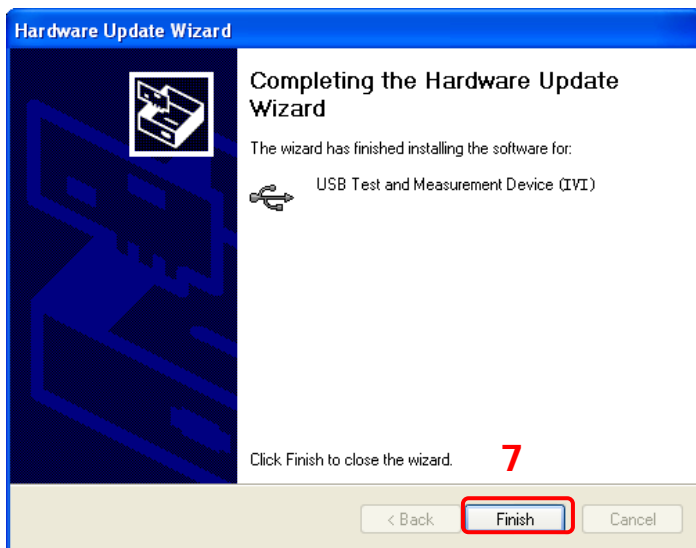 Hardware Update Wizard
Completing the Hardware Update
Wizard
The wizard has finished installing the software for:
USB Test and Measurement Device (IVI)
Click Finish to close the wizard.
7
< Back
Finish
Cancel